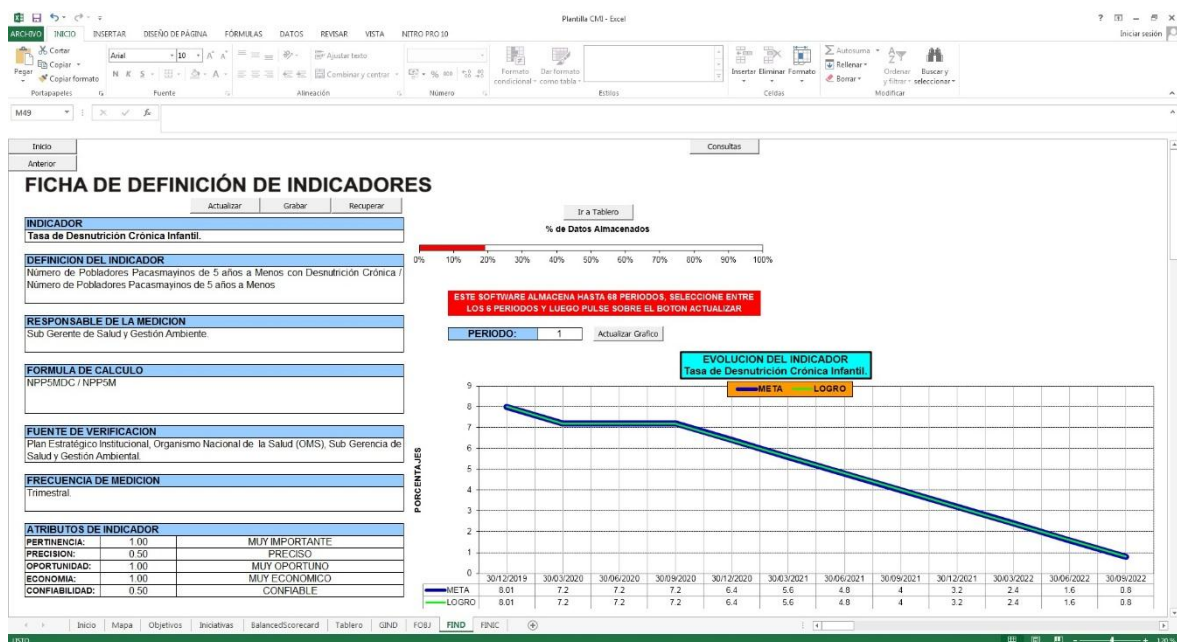 Plantilla CMI - Excel
ARCHIVO INICIO INSERTAR DISEÑO DE PÁGINA FÓRMULAS DATOS REVISAR VISTA NITRO PRO 10
Iniciar sesión
Pegar
Cortar
Copiar
Copiar formato
Portapapeles
Arial 10
N K S
Fuente
Ajustar texto
Combinar y centrar
Alineación
Número
Formato condicional
Dar formato como tabla
Estilos
Insertar Eliminar Formato
Celdas
Autosuma
Rellenar
Borrar
Ordenar y filtrar
Buscar y seleccionar
Modificar
M49
fx
Inicio
Consultas
Anterior
FICHA DE DEFINICIÓN DE INDICADORES
Actualizar Grabar Recuperar
INDICADOR
Tasa de Desnutrición Crónica Infantil.
DEFINICION DEL INDICADOR
Número de Pobladores Pacasmayinos de 5 años a Menos con Desnutrición Crónica /
Número de Pobladores Pacasmayinos de 5 años a Menos
RESPONSABLE DE LA MEDICION
Sub Gerente de Salud y Gestión Ambiente.
FORMULA DE CALCULO
NPP5MDC / NPP5M
FUENTE DE VERIFICACION
Plan Estratégico Institucional, Organismo Nacional de la Salud (OMS), Sub Gerencia de
Salud y Gestión Ambiental.
FRECUENCIA DE MEDICION
Trimestral.
ATRIBUTOS DE INDICADOR
PERTINENCIA: 1.00 MUY IMPORTANTE
PRECISION: 0.50 PRECISO
OPORTUNIDAD: 1.00 MUY OPORTUNO
ECONOMIA: 1.00 MUY ECONOMICO
CONFIABILIDAD: 0.50 CONFIABLE
Ir a Tablero
% de Datos Almacenados
0% 10% 20% 30% 40% 50% 60% 70% 80% 90% 100%
ESTE SOFTWARE ALMACENA HASTA 68 PERIODOS, SELECCIONE ENTRE
LOS 6 PERIODOS Y LUEGO PULSE SOBRE EL BOTON ACTUALIZAR
PERIODO: 1 Actualizar Grafico
EVOLUCION DEL INDICADOR
Tasa de Desnutrición Crónica Infantil.
META LOGRO
PORCENTAJES
9
8
7
6
5
4
3
2
1
0
30/12/2019 30/03/2020 30/06/2020 30/09/2020 30/12/2020 30/03/2021 30/06/2021 30/09/2021 30/12/2021 30/03/2022 30/06/2022 30/09/2022
META 8.01 7.2 7.2 7.2 6.4 5.6 4.8 4 3.2 2.4 1.6 0.8
LOGRO 8.01 7.2 7.2 7.2 6.4 5.6 4.8 4 3.2 2.4 1.6 0.8
Inicio Mapa Objetivos Iniciativas BalancedScorecard Tablero GIND FOBJ FIND FINIC
LISTO
120 %